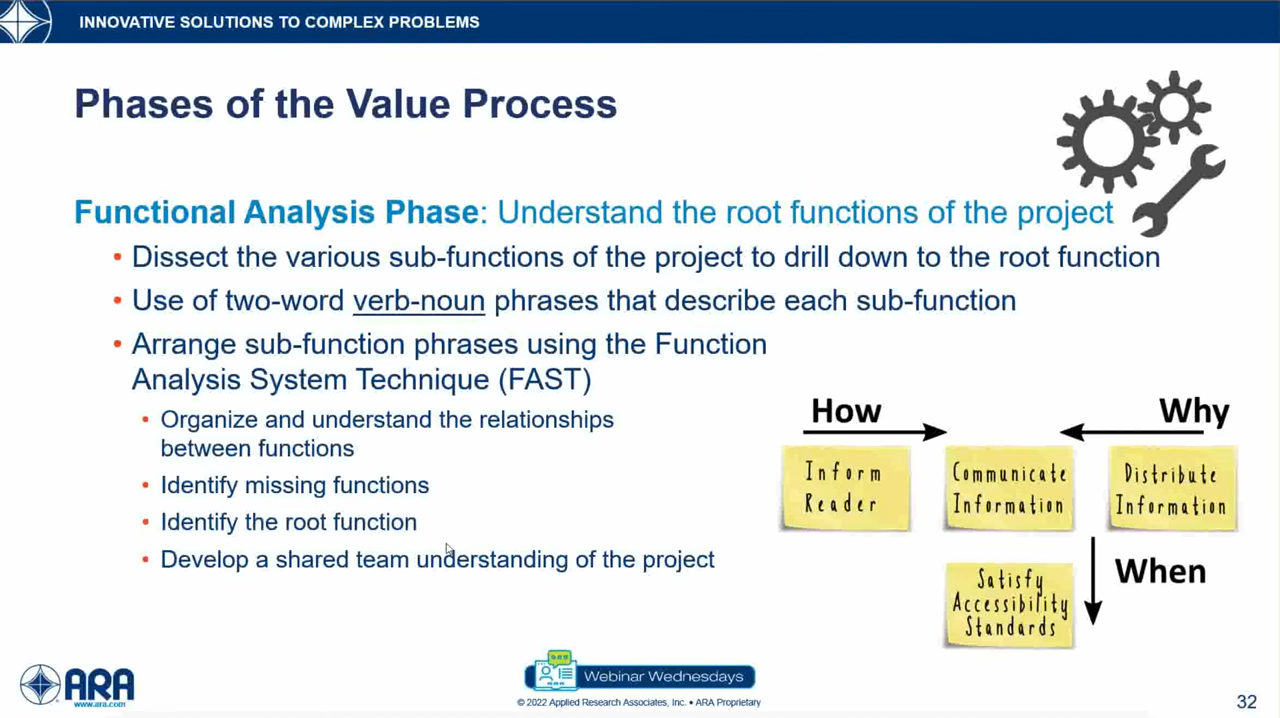 INNOVATIVE SOLUTIONS TO COMPLEX PROBLEMS
Phases of the Value Process
Functional Analysis Phase: Understand the root functions of the project
• Dissect the various sub-functions of the project to drill down to the root function
• Use of two-word verb-noun phrases that describe each sub-function
• Arrange sub-function phrases using the Function
Analysis System Technique (FAST)
• Organize and understand the relationships
between functions
• Identify missing functions
• Identify the root function
• Develop a shared team understanding of the project
How
Why
Inform
Reader
Communicate
Information
Distribute
Information
When
Satisfy
Accessibility
Standards
ARA
www.ara.com
Webinar Wednesdays
© 2022 Applied Research Associates, Inc. • ARA Proprietary
32